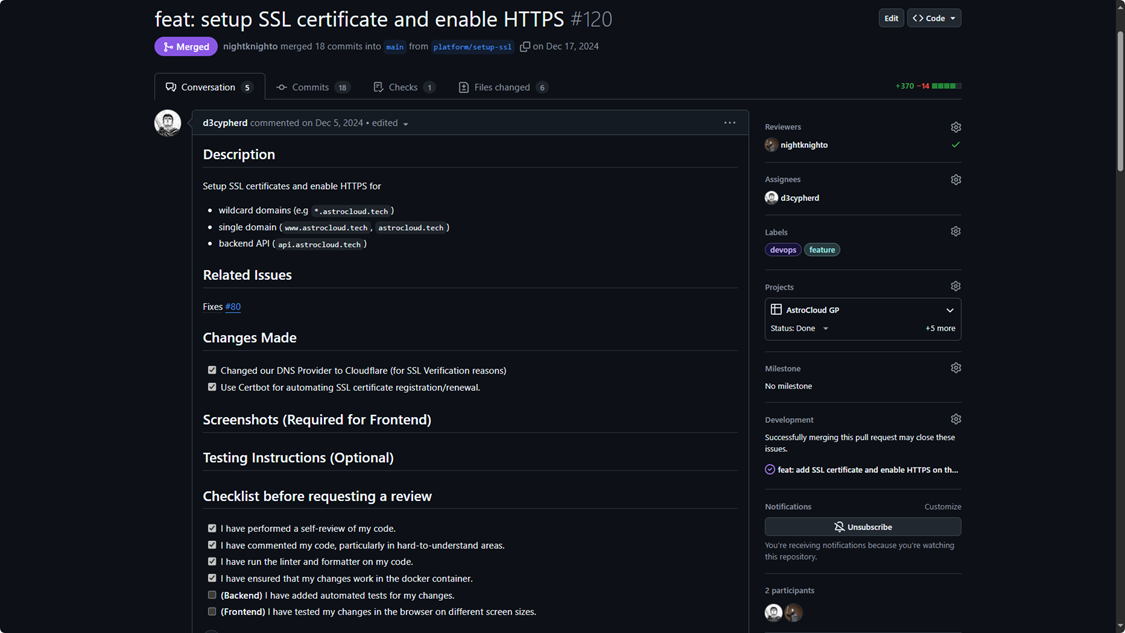 feat: setup SSL certificate and enable HTTPS #120
Edit
<> Code
Merged
nightknighto merged 18 commits into main from platform/setup-ssl on Dec 17, 2024
Conversation 5
Commits 18
Checks 1
Files changed 6
+370 −14
d3cypherd commented on Dec 5, 2024 • edited
Description
Setup SSL certificates and enable HTTPS for
• wildcard domains (e.g *.astrocloud.tech )
• single domain ( www.astrocloud.tech , astrocloud.tech )
• backend API ( api.astrocloud.tech )
Related Issues
Fixes #80
Changes Made
Changed our DNS Provider to Cloudflare (for SSL Verification reasons)
Use Certbot for automating SSL certificate registration/renewal.
Screenshots (Required for Frontend)
Testing Instructions (Optional)
Checklist before requesting a review
I have performed a self-review of my code.
I have commented my code, particularly in hard-to-understand areas.
I have run the linter and formatter on my code.
I have ensured that my changes work in the docker container.
(Backend) I have added automated tests for my changes.
(Frontend) I have tested my changes in the browser on different screen sizes.
Reviewers
nightknighto
Assignees
d3cypherd
Labels
devops feature
Projects
AstroCloud GP
Status: Done +5 more
Milestone
No milestone
Development
Successfully merging this pull request may close these
issues.
feat: add SSL certificate and enable HTTPS on th...
Notifications Customize
Unsubscribe
You're receiving notifications because you're watching
this repository.
2 participants